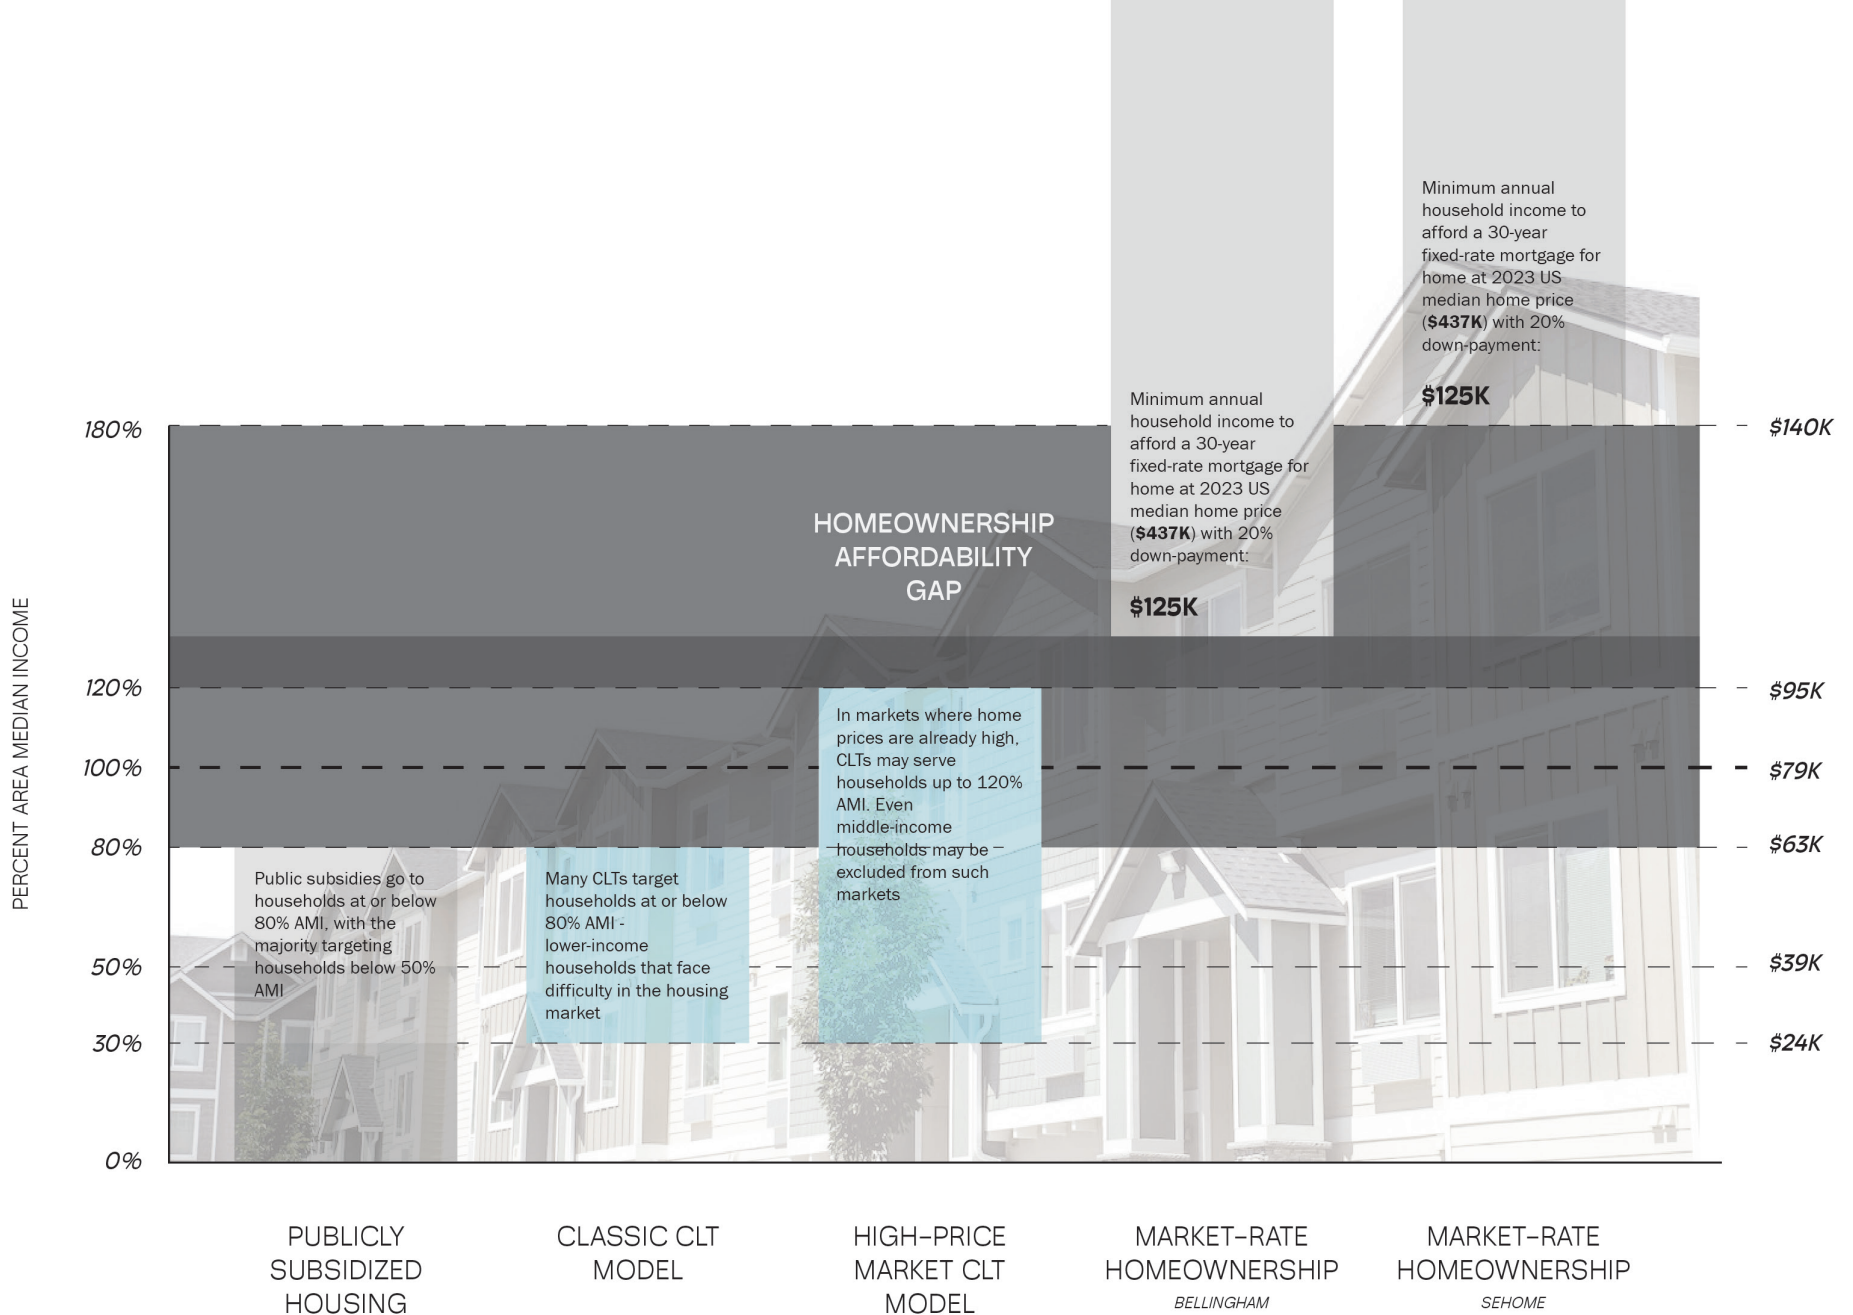 Minimum annual
household income to
afford a 30-year
fixed-rate mortgage for
home at 2023 US
median home price
($437K) with 20%
down-payment:
$125K
Minimum annual
household income to
afford a 30-year
fixed-rate mortgage for
home at 2023 US
median home price
($437K) with 20%
down-payment:
$125K
HOMEOWNERSHIP
AFFORDABILITY
GAP
In markets where home
prices are already high,
CLTs may serve
households up to 120%
AMI. Even
middle-income
households may be
excluded from such
markets
Public subsidies go to
households at or below
80% AMI, with the
majority targeting
households below 50%
AMI
Many CLTs target
households at or below
80% AMI -
lower-income
households that face
difficulty in the housing
market
PERCENT AREA MEDIAN INCOME
180%
120%
100%
80%
50%
30%
0%
$140K
$95K
$79K
$63K
$39K
$24K
PUBLICLY
SUBSIDIZED
HOUSING
CLASSIC CLT
MODEL
HIGH-PRICE
MARKET CLT
MODEL
MARKET-RATE
HOMEOWNERSHIP
BELLINGHAM
MARKET-RATE
HOMEOWNERSHIP
SEHOME